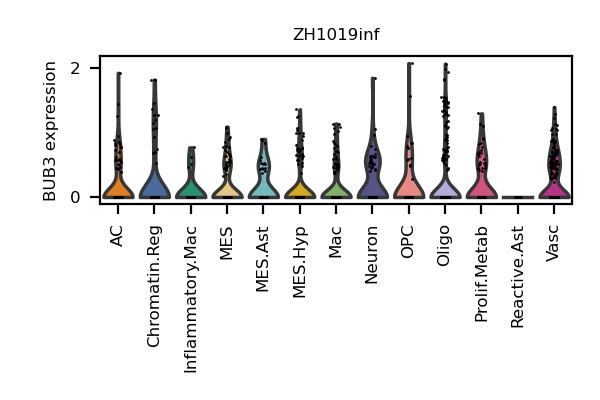 ZH1019inf
BUB3 expression
2
0
AC
Chromatin.Reg
Inflammatory.Mac
MES
MES.Ast
MES.Hyp
Mac
Neuron
OPC
Oligo
Prolif.Metab
Reactive.Ast
Vasc